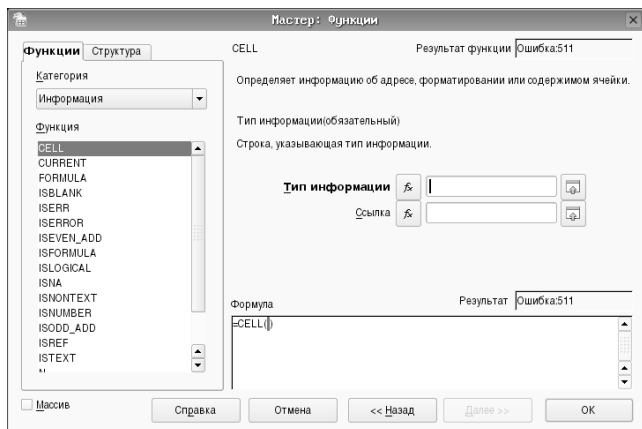 Мастер: Функции
Функции
Структура
Категория
Информация
Функция
CELL
CURRENT
FORMULA
ISBLANK
ISERR
ISERROR
ISEVEN_ADD
ISFORMULA
ISLOGICAL
ISNA
ISNONTEXT
ISNUMBER
ISODD_ADD
ISREF
ISTEXT
N
Массив
CELL
Результат функции Ошибка:511
Определяет информацию об адресе, форматировании или содержимом ячейки.
Тип информации(обязательный)
Строка, указывающая тип информации.
Тип информации fx
Ссылка fx
Формула
Результат Ошибка:511
=CELL()
Справка
Отмена
<< Назад
Далее >>
OK